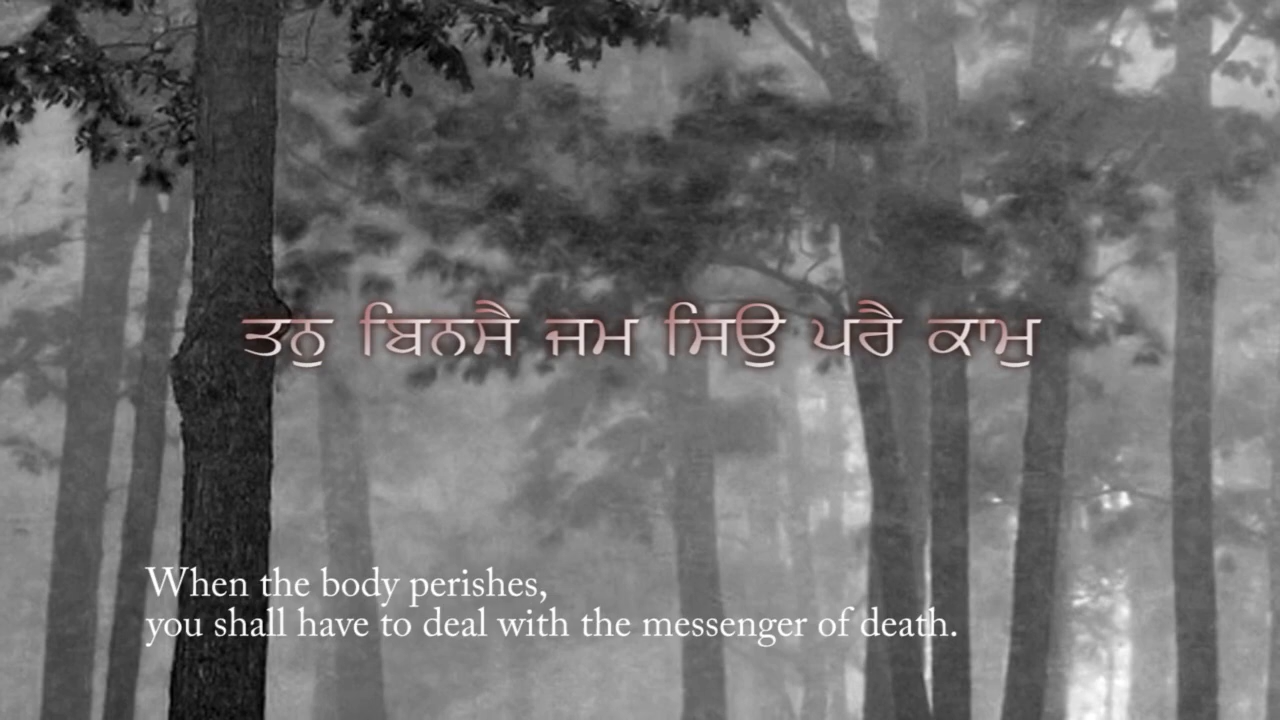 ਤਨੁ ਬਿਨਸੈ ਜਮ ਸਿਉ ਪਰੈ ਕਾਮੁ
When the body perishes,
you shall have to deal with the messenger of death.